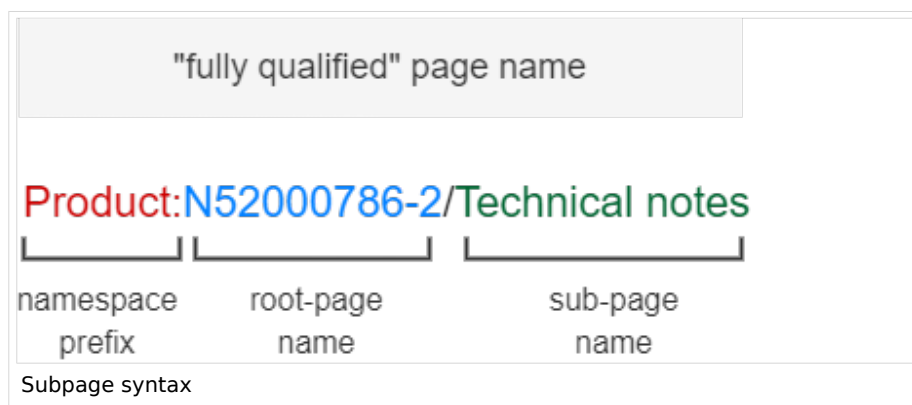 "fully qualified" page name
Product:N52000786-2/Technical notes
namespace root-page sub-page
prefix name name
Subpage syntax